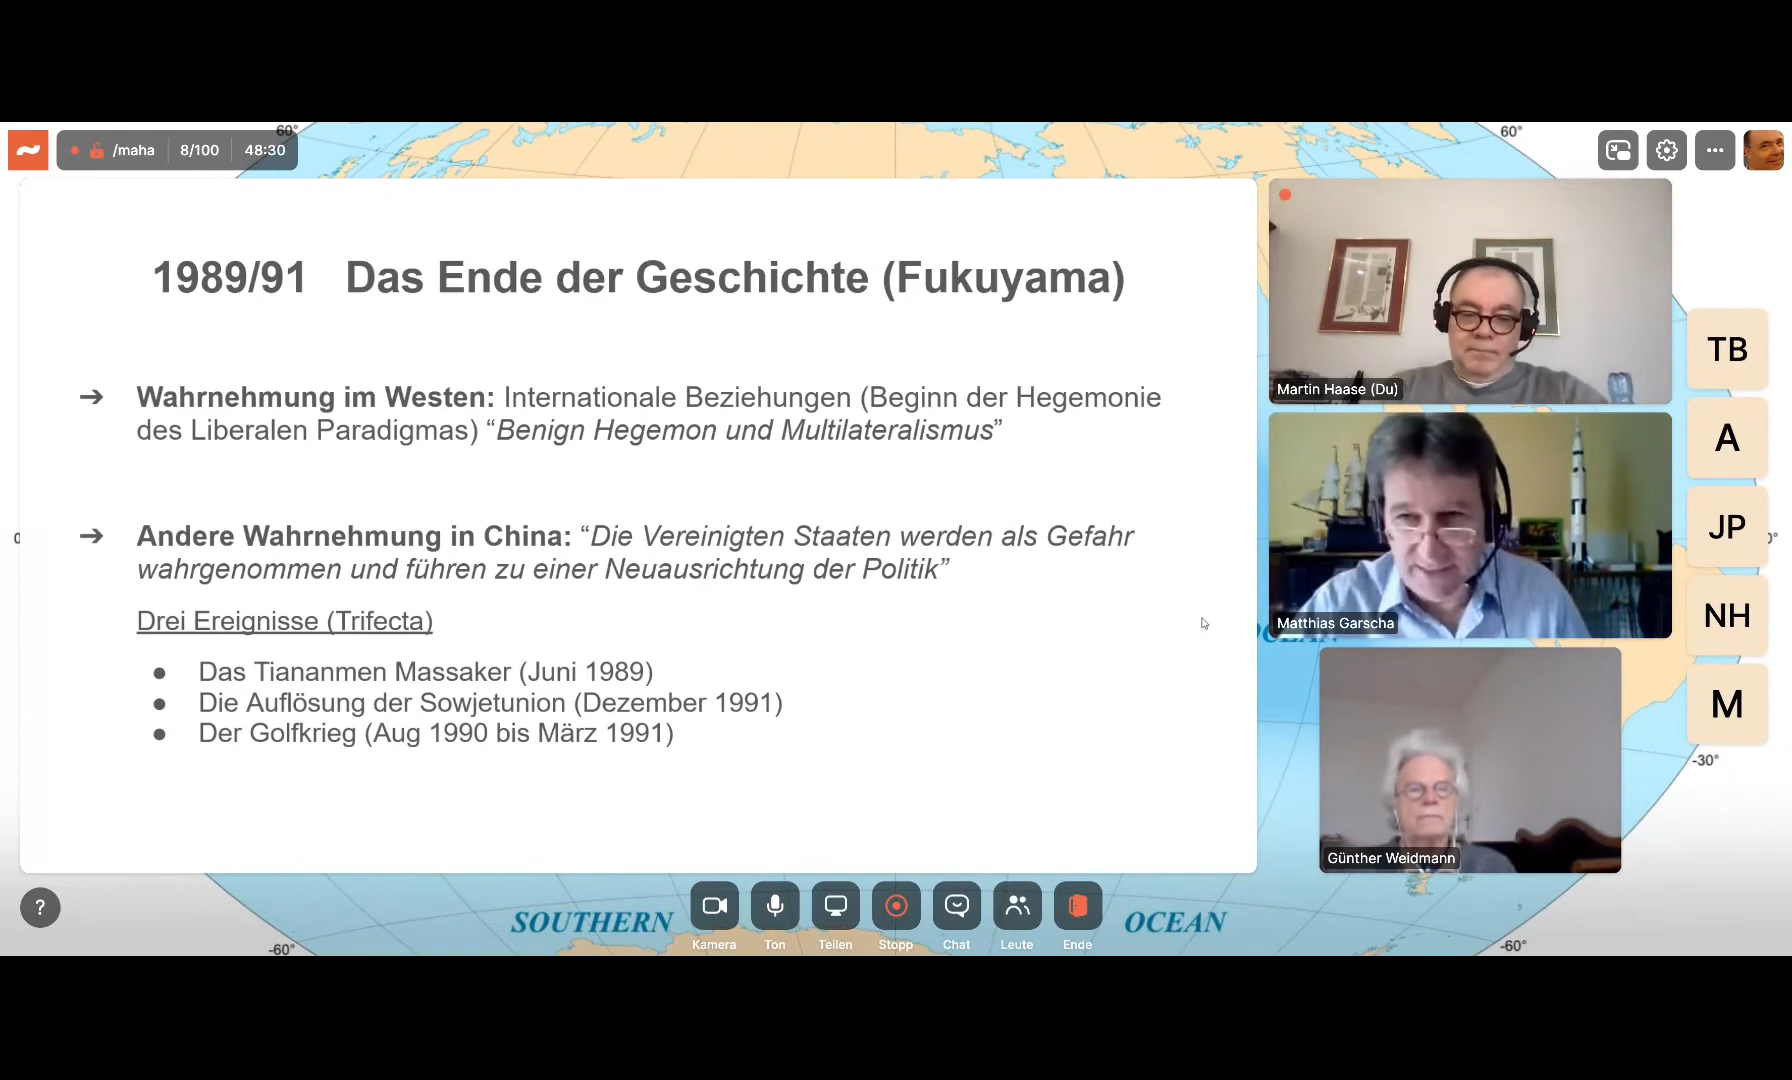 60°
/maha 8/100 48:30
60°
1989/91 Das Ende der Geschichte (Fukuyama)
➔ Wahrnehmung im Westen: Internationale Beziehungen (Beginn der Hegemonie
des Liberalen Paradigmas) “Benign Hegemon und Multilateralismus”
➔ Andere Wahrnehmung in China: “Die Vereinigten Staaten werden als Gefahr
wahrgenommen und führen zu einer Neuausrichtung der Politik”
Drei Ereignisse (Trifecta)
● Das Tiananmen Massaker (Juni 1989)
● Die Auflösung der Sowjetunion (Dezember 1991)
● Der Golfkrieg (Aug 1990 bis März 1991)
Martin Haase (Du)
Matthias Garscha
Günther Weidmann
TB
A
JP
NH
M
-30°
?
SOUTHERN OCEAN
Kamera Ton Teilen Stopp Chat Leute Ende
-60°
-60°